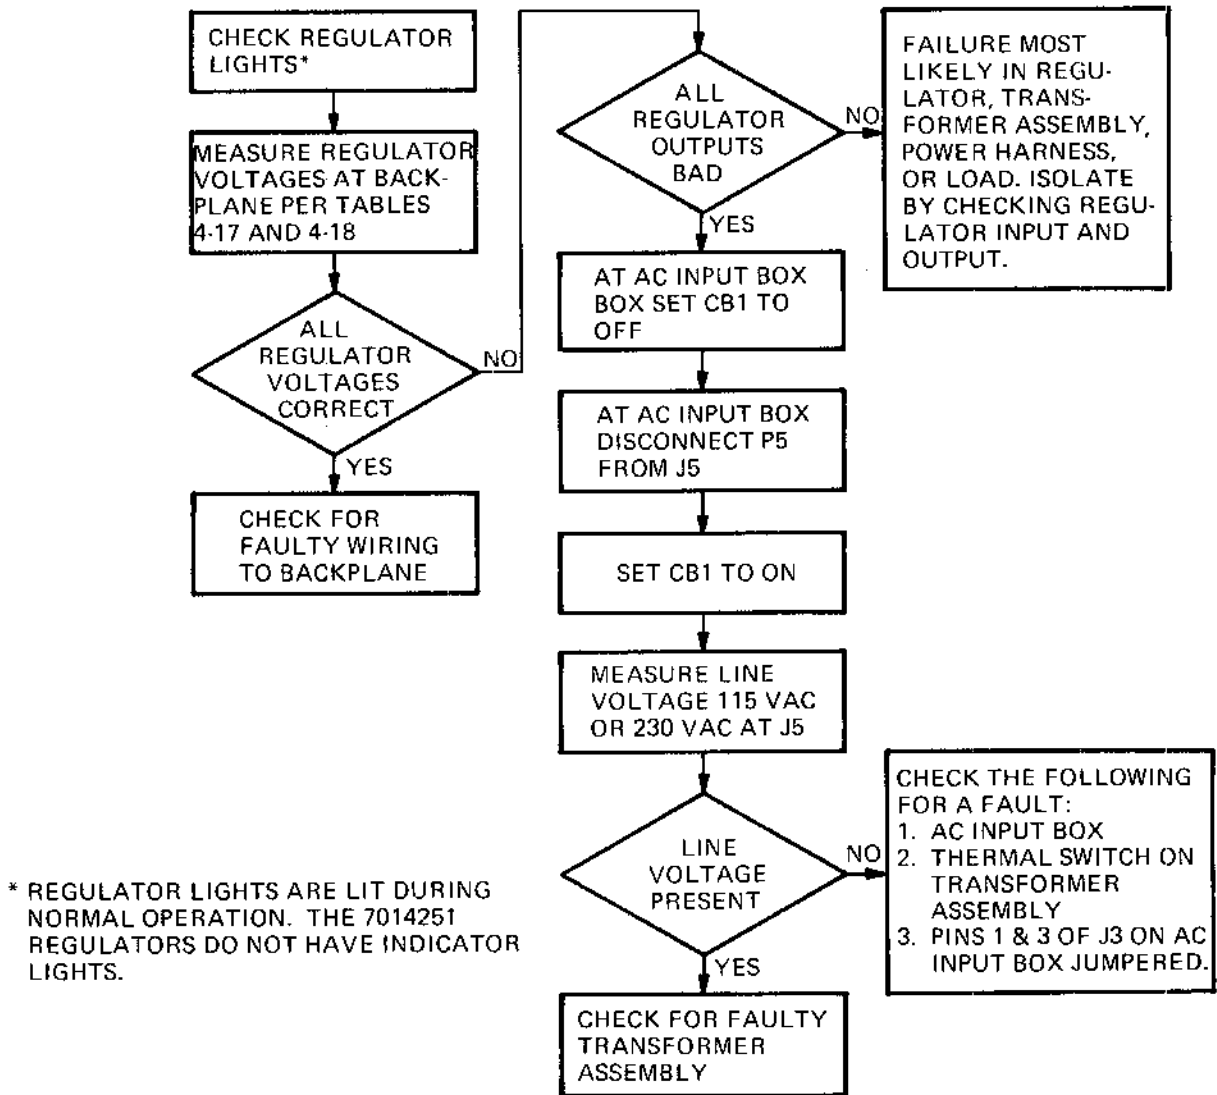 CHECK REGULATOR
LIGHTS*
MEASURE REGULATOR
VOLTAGES AT BACK-
PLANE PER TABLES
4-17 AND 4-18
ALL
REGULATOR
VOLTAGES
CORRECT
NO
YES
CHECK FOR
FAULTY WIRING
TO BACKPLANE
ALL
REGULATOR
OUTPUTS
BAD
NO
YES
FAILURE MOST
LIKELY IN REGU-
LATOR, TRANS-
FORMER ASSEMBLY,
POWER HARNESS,
OR LOAD. ISOLATE
BY CHECKING REGU-
LATOR INPUT AND
OUTPUT.
AT AC INPUT BOX
BOX SET CB1 TO
OFF
AT AC INPUT BOX
DISCONNECT P5
FROM J5
SET CB1 TO ON
MEASURE LINE
VOLTAGE 115 VAC
OR 230 VAC AT J5
LINE
VOLTAGE
PRESENT
NO
YES
CHECK THE FOLLOWING
FOR A FAULT:
1. AC INPUT BOX
2. THERMAL SWITCH ON
TRANSFORMER
ASSEMBLY
3. PINS 1 & 3 OF J3 ON AC
INPUT BOX JUMPERED.
CHECK FOR FAULTY
TRANSFORMER
ASSEMBLY
* REGULATOR LIGHTS ARE LIT DURING
NORMAL OPERATION. THE 7014251
REGULATORS DO NOT HAVE INDICATOR
LIGHTS.